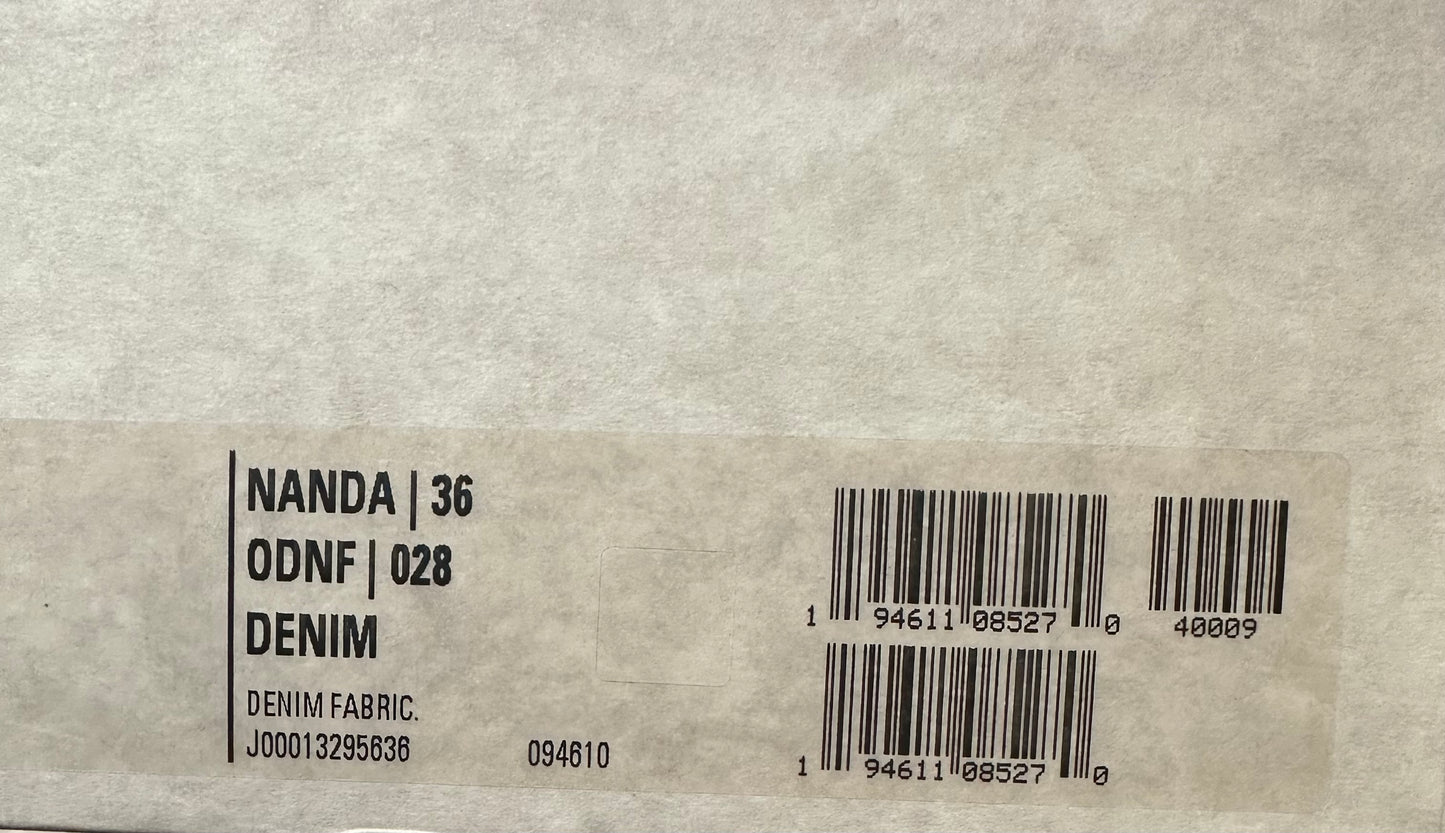 NANDA | 36
ODNF | 028
DENIM
DENIM FABRIC.
J00013295636 094610
1 94611 08527 0 40009
1 94611 08527 0